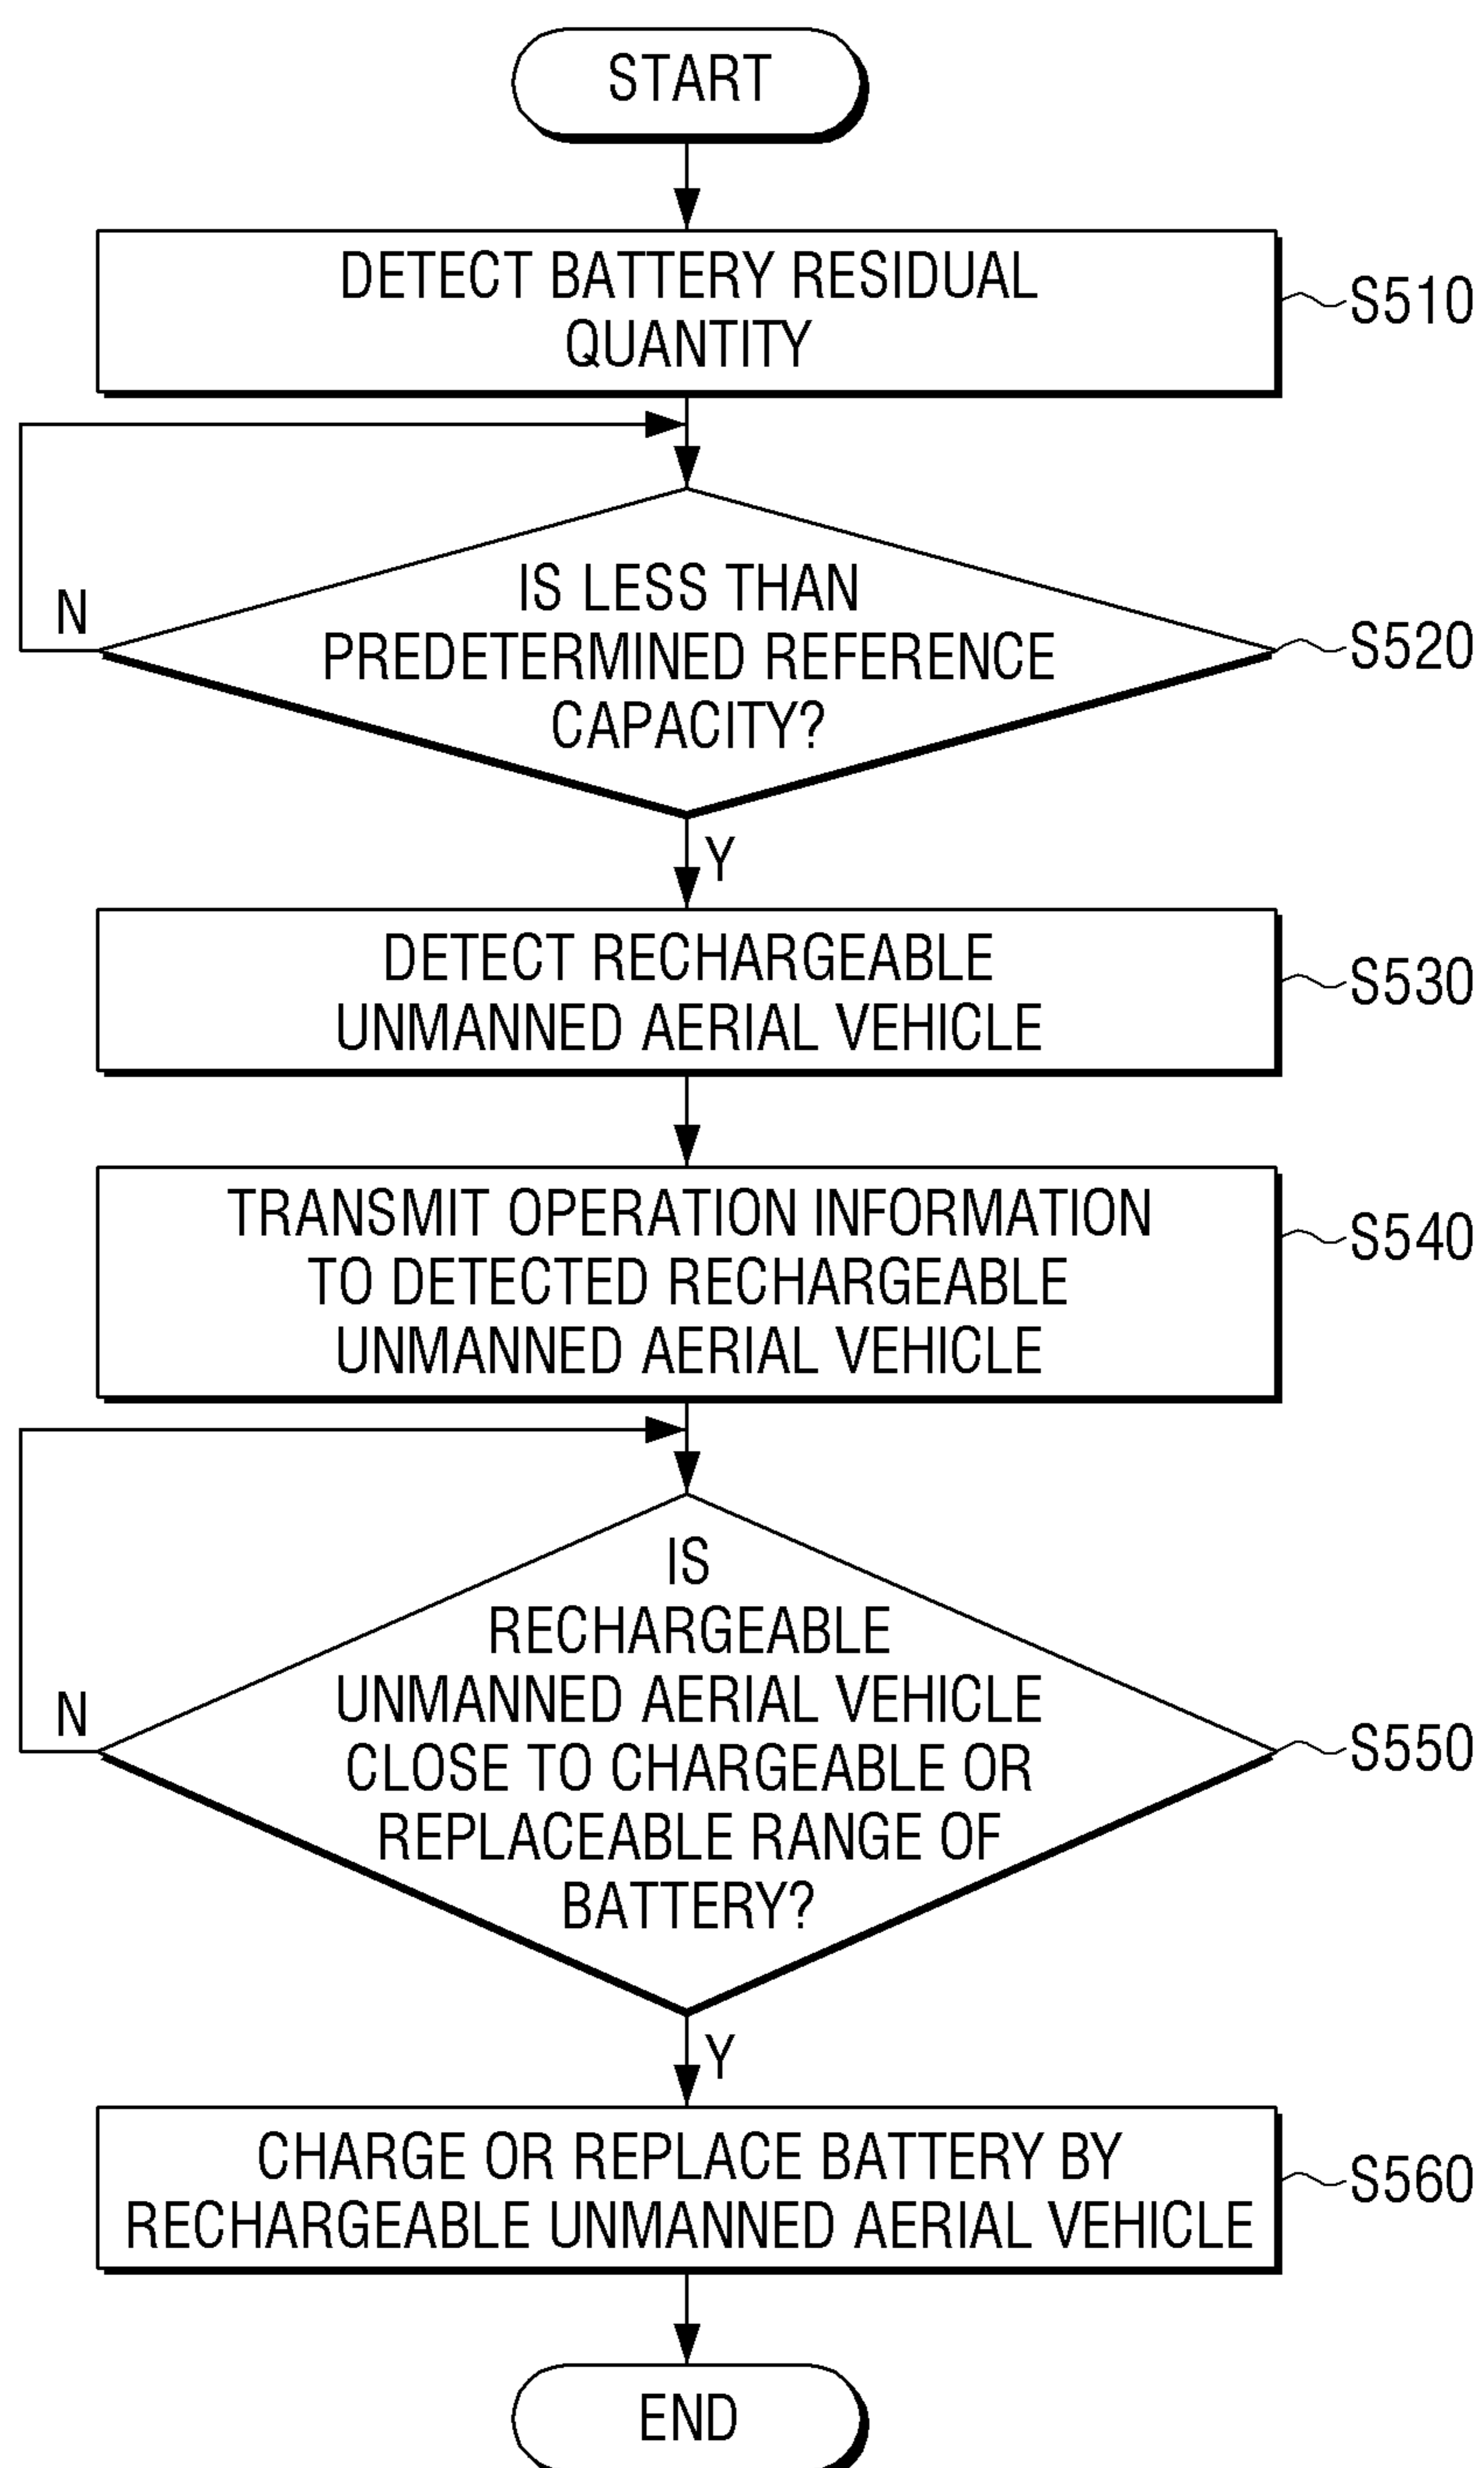 START
DETECT BATTERY RESIDUAL
QUANTITY
S510
IS LESS THAN
PREDETERMINED REFERENCE
CAPACITY?
N
S520
Y
DETECT RECHARGEABLE
UNMANNED AERIAL VEHICLE
S530
TRANSMIT OPERATION INFORMATION
TO DETECTED RECHARGEABLE
UNMANNED AERIAL VEHICLE
S540
IS
RECHARGEABLE
UNMANNED AERIAL VEHICLE
CLOSE TO CHARGEABLE OR
REPLACEABLE RANGE OF
BATTERY?
N
S550
Y
CHARGE OR REPLACE BATTERY BY
RECHARGEABLE UNMANNED AERIAL VEHICLE
S560
END